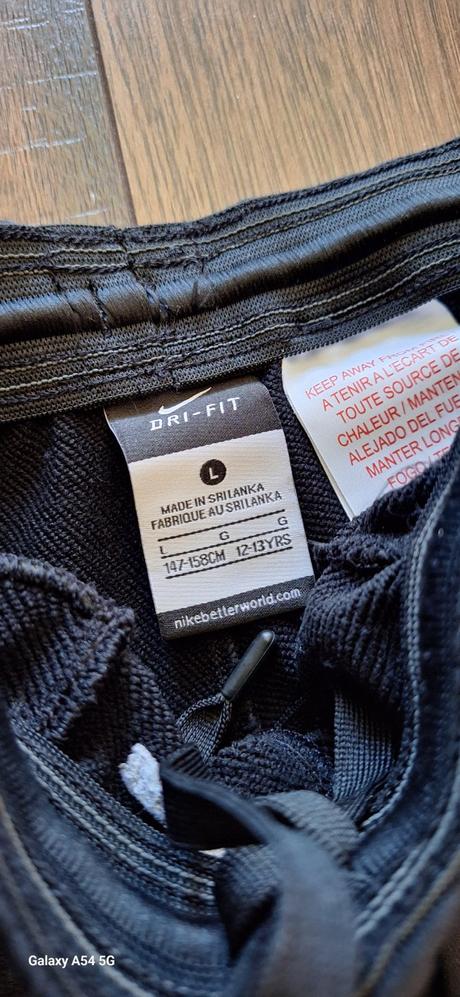 DRI-FIT
L
MADE IN SRI LANKA
FABRIQUE AU SRI LANKA
L G G
147-158CM 12-13YRS
nikebetterworld.com
KEEP AWAY FROM
A TENIR A L'ECART DE
TOUTE SOURCE DE
CHALEUR / MANTEN
ALEJADO DEL FUE
MANTER LONG
FOGO
Galaxy A54 5G